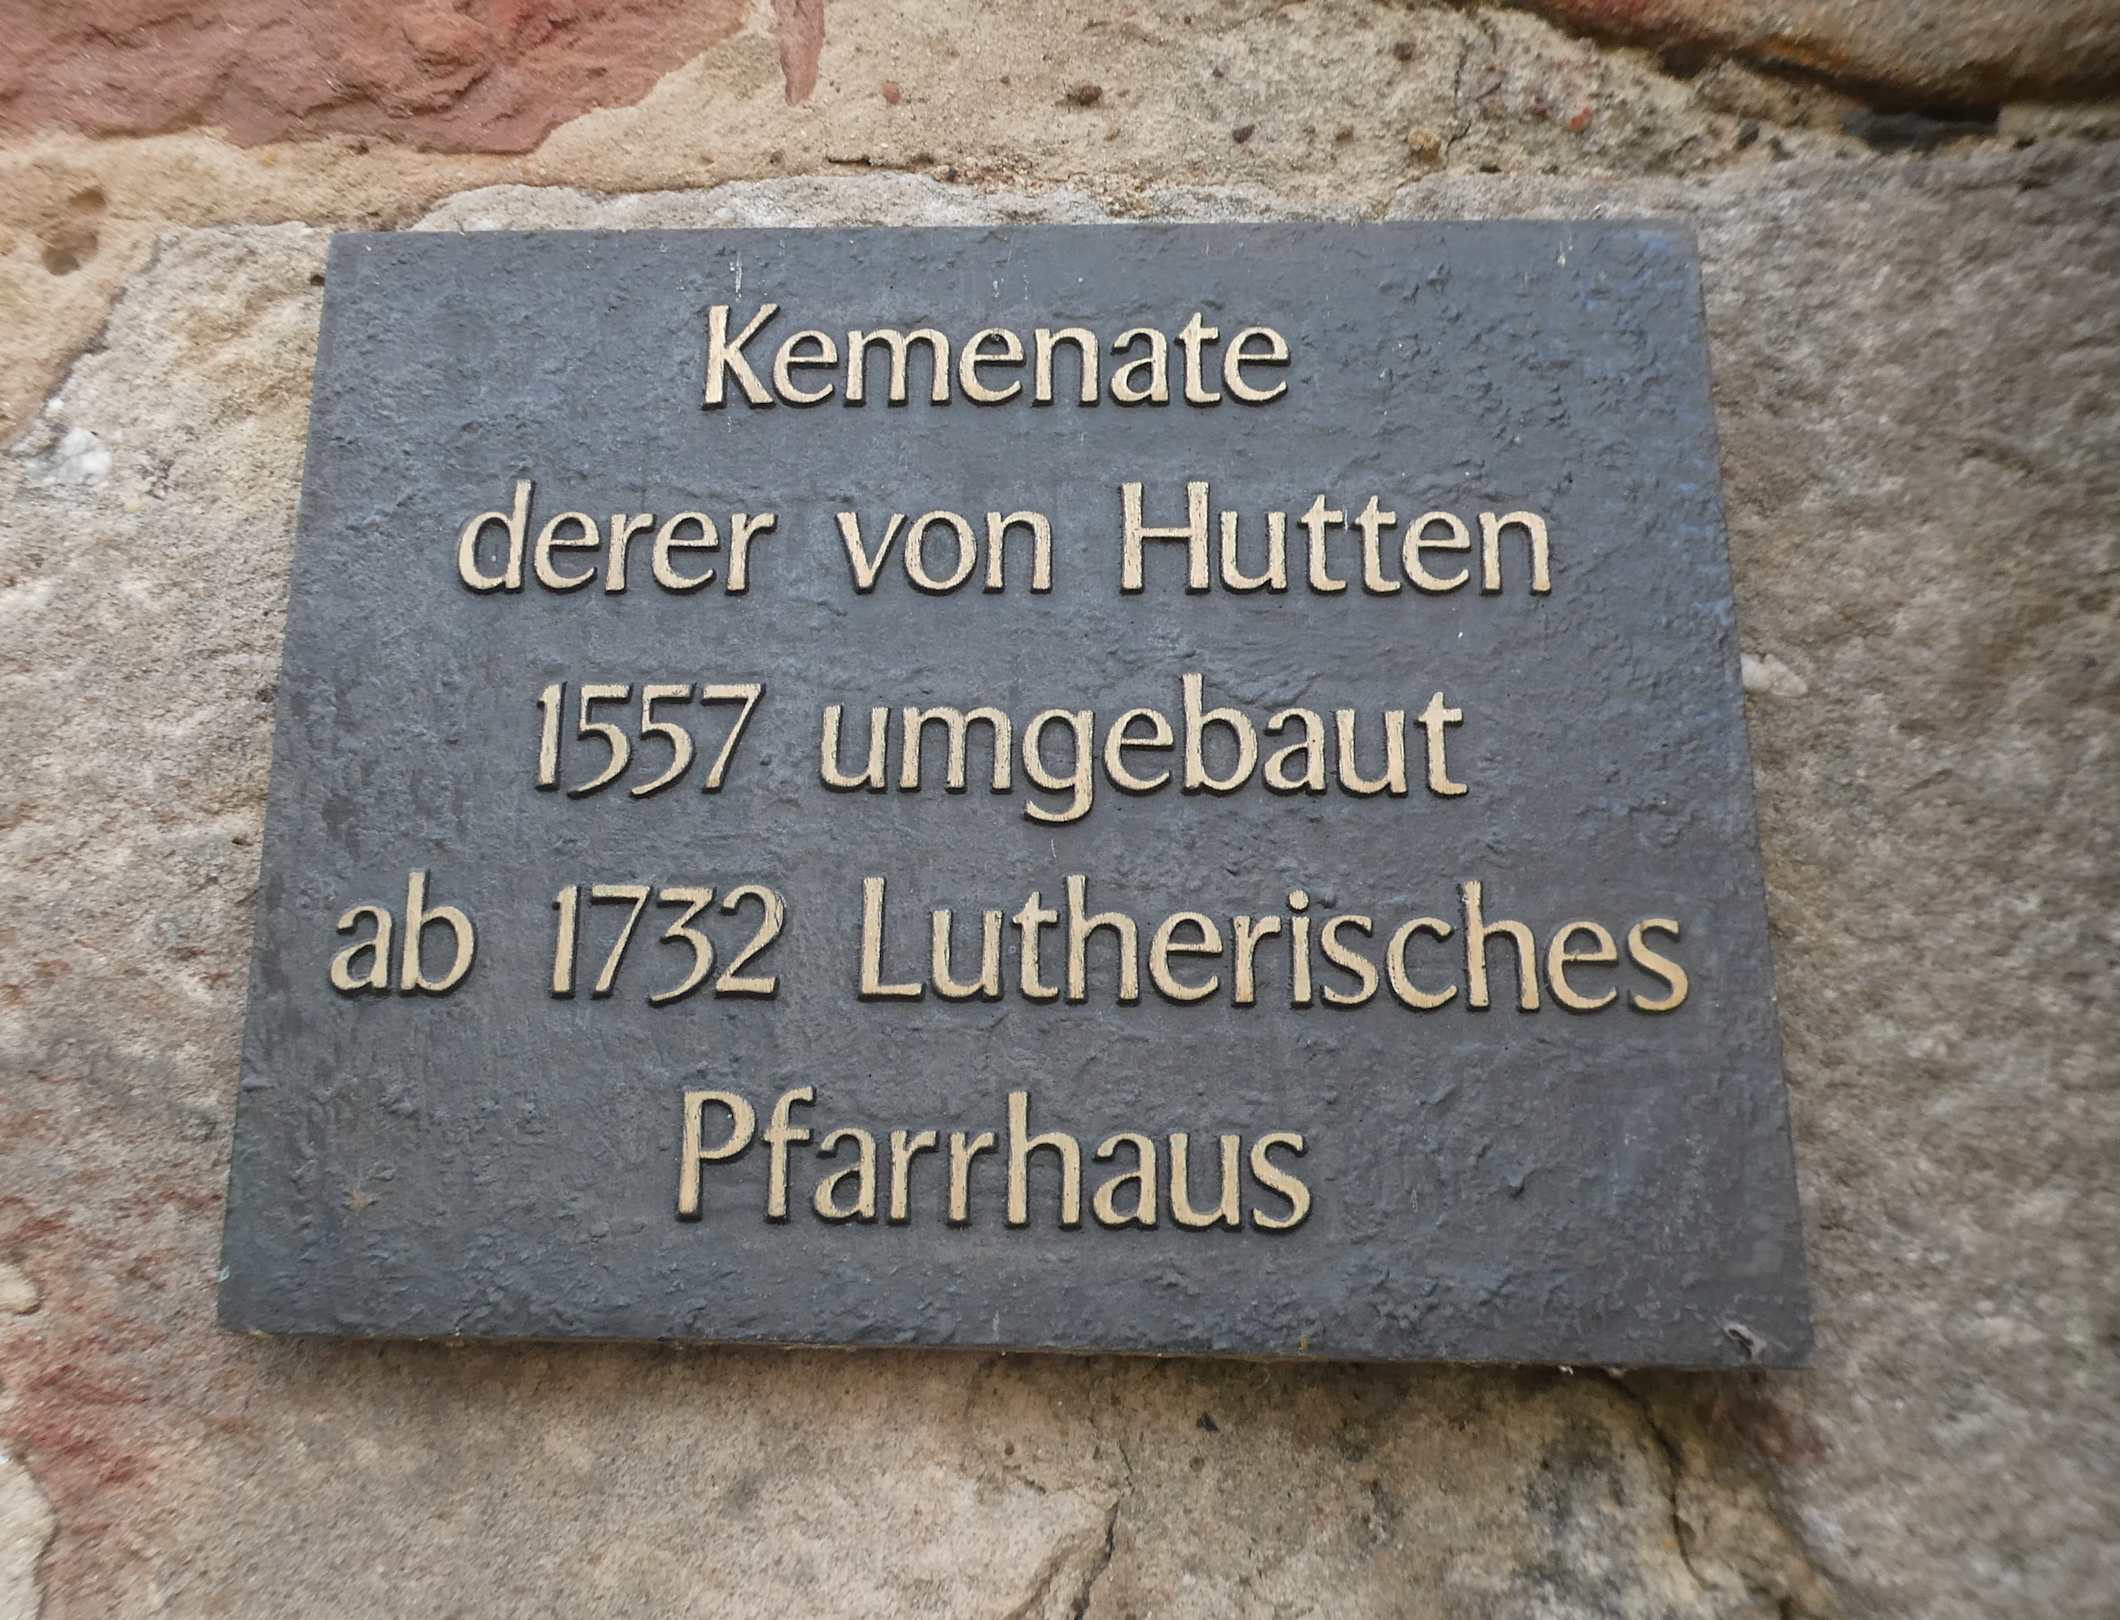 Kemenate
derer von Hutten
1557 umgebaut
ab 1732 Lutherisches
Pfarrhaus